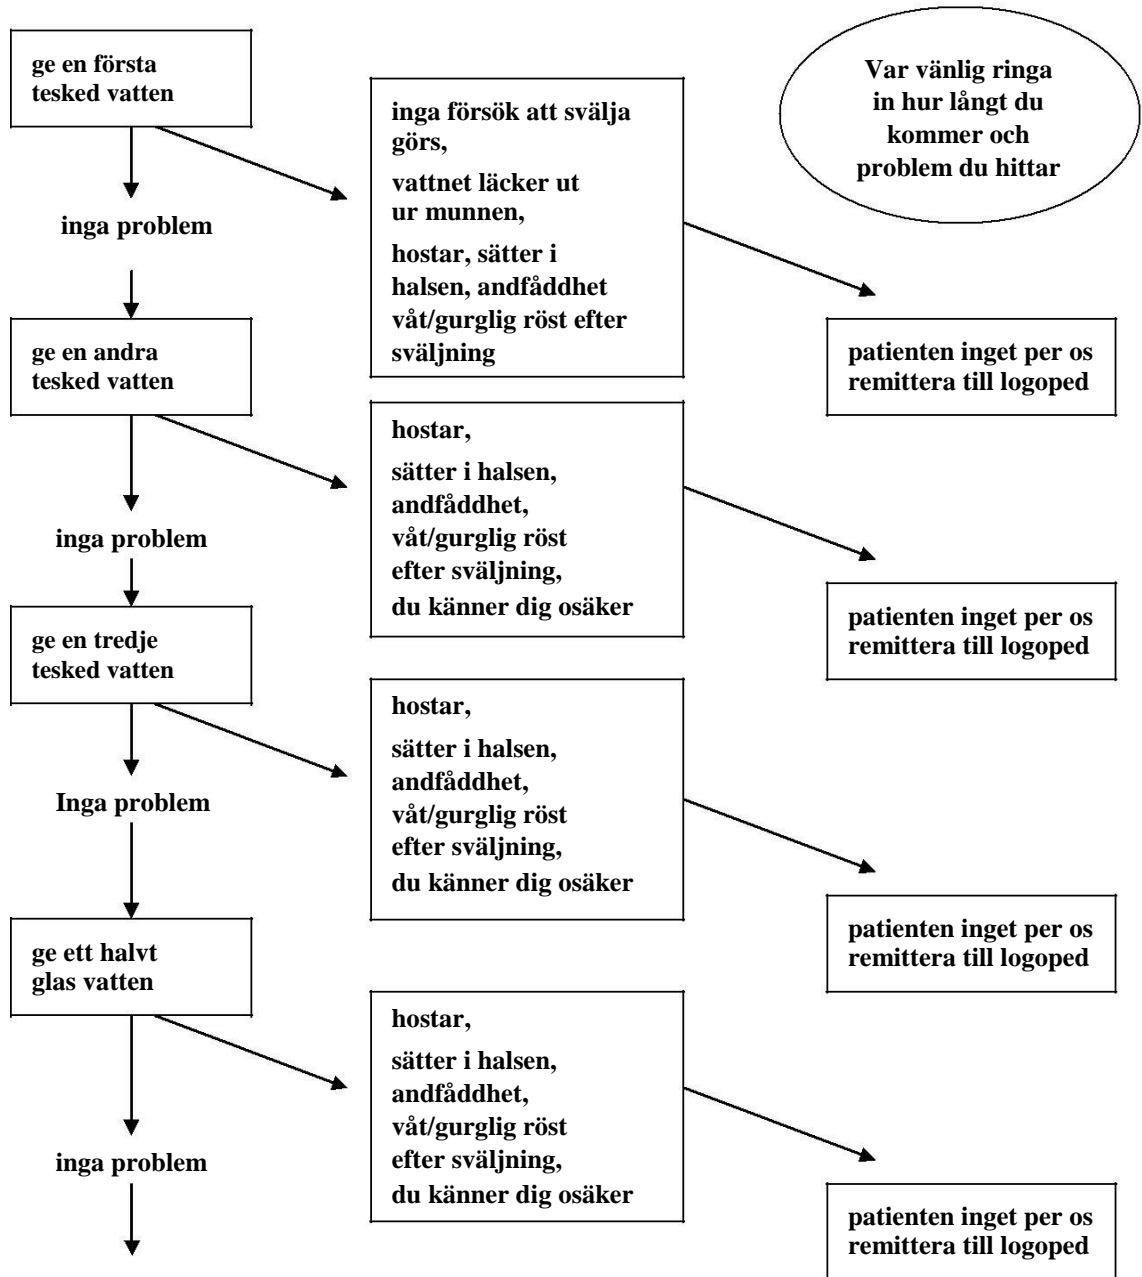 ge en första
tesked vatten
Var vänlig ringa
in hur långt du
kommer och
problem du hittar
inga försök att svälja
görs,
vattnet läcker ut
ur munnen,
hostar, sätter i
halsen, andfåddhet
våt/gurglig röst efter
sväljning
inga problem
patienten inget per os
remittera till logoped
ge en andra
tesked vatten
hostar,
sätter i halsen,
andfåddhet,
våt/gurglig röst
efter sväljning,
du känner dig osäker
inga problem
patienten inget per os
remittera till logoped
ge en tredje
tesked vatten
hostar,
sätter i halsen,
andfåddhet,
våt/gurglig röst
efter sväljning,
du känner dig osäker
Inga problem
patienten inget per os
remittera till logoped
ge ett halvt
glas vatten
hostar,
sätter i halsen,
andfåddhet,
våt/gurglig röst
efter sväljning,
du känner dig osäker
inga problem
patienten inget per os
remittera till logoped